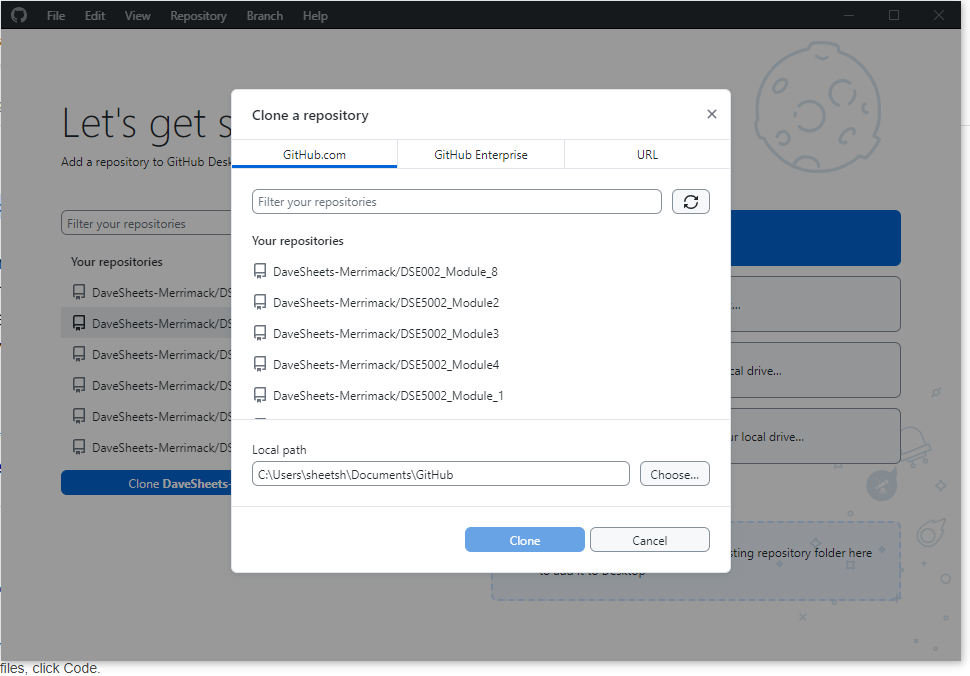 File Edit View Repository Branch Help
Let's get s
Add a repository to GitHub Desk
Filter your repositories
Your repositories
DaveSheets-Merrimack/DS
DaveSheets-Merrimack/DS
DaveSheets-Merrimack/DS
DaveSheets-Merrimack/DS
DaveSheets-Merrimack/DS
DaveSheets-Merrimack/DS
Clone DaveSheets-
Clone a repository
GitHub.com GitHub Enterprise URL
Filter your repositories
Your repositories
DaveSheets-Merrimack/DSE002_Module_8
DaveSheets-Merrimack/DSE5002_Module2
DaveSheets-Merrimack/DSE5002_Module3
DaveSheets-Merrimack/DSE5002_Module4
DaveSheets-Merrimack/DSE5002_Module_1
Local path
C:\Users\sheetsh\Documents\GitHub
Choose...
Clone Cancel
...
cal drive...
ur local drive...
sting repository folder here
to add it to Desktop
files, click Code.